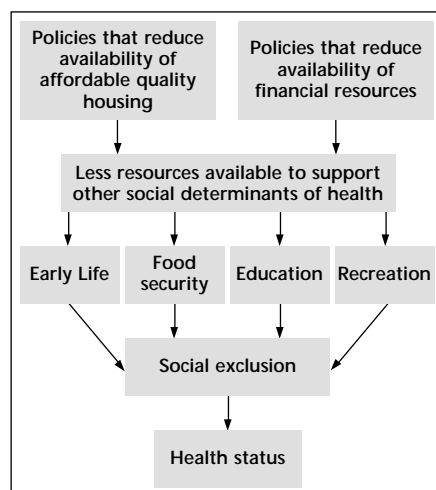 Policies that reduce
availability of
affordable quality
housing
Policies that reduce
availability of
financial resources
Less resources available to support
other social determinants of health
Early Life
Food
security
Education
Recreation
Social exclusion
Health status